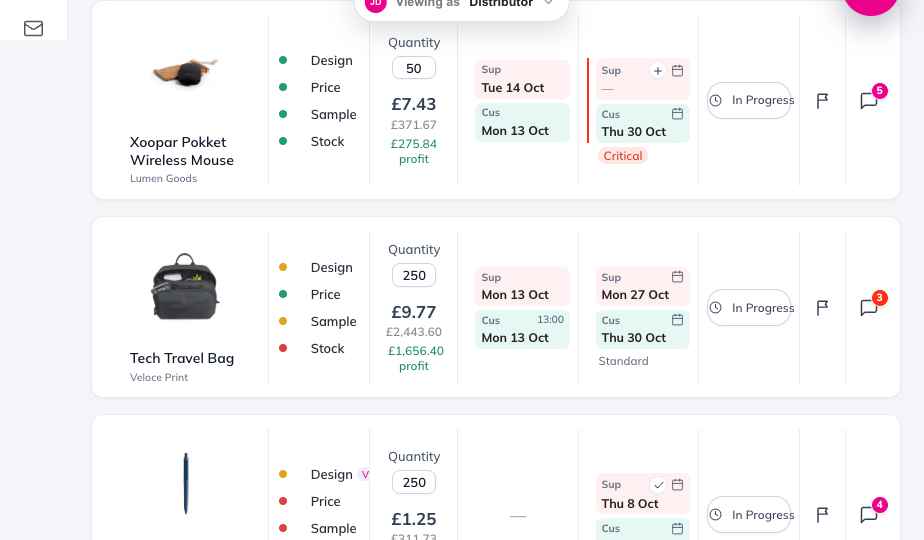 JD Viewing as Distributor
Xoopar Pokket
Wireless Mouse
Lumen Goods
Design
Price
Sample
Stock
Quantity
50
£7.43
£371.67
£275.84
profit
Sup
Tue 14 Oct
Cus
Mon 13 Oct
Sup
—
Cus
Thu 30 Oct
Critical
In Progress
5
Tech Travel Bag
Veloce Print
Design
Price
Sample
Stock
Quantity
250
£9.77
£2,443.60
£1,656.40
profit
Sup
Mon 13 Oct
Cus 13:00
Mon 13 Oct
Sup
Mon 27 Oct
Cus
Thu 30 Oct
Standard
In Progress
3
Design V
Price
Sample
Quantity
250
£1.25
£311.73
—
Sup
Thu 8 Oct
Cus
In Progress
4